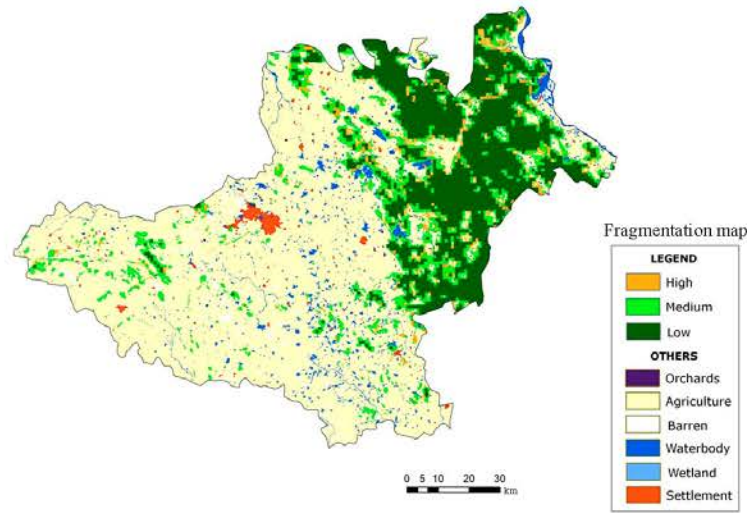 Fragmentation map
LEGEND
High
Medium
Low
OTHERS
Orchards
Agriculture
Barren
Waterbody
Wetland
Settlement
0 5 10 20 30
km